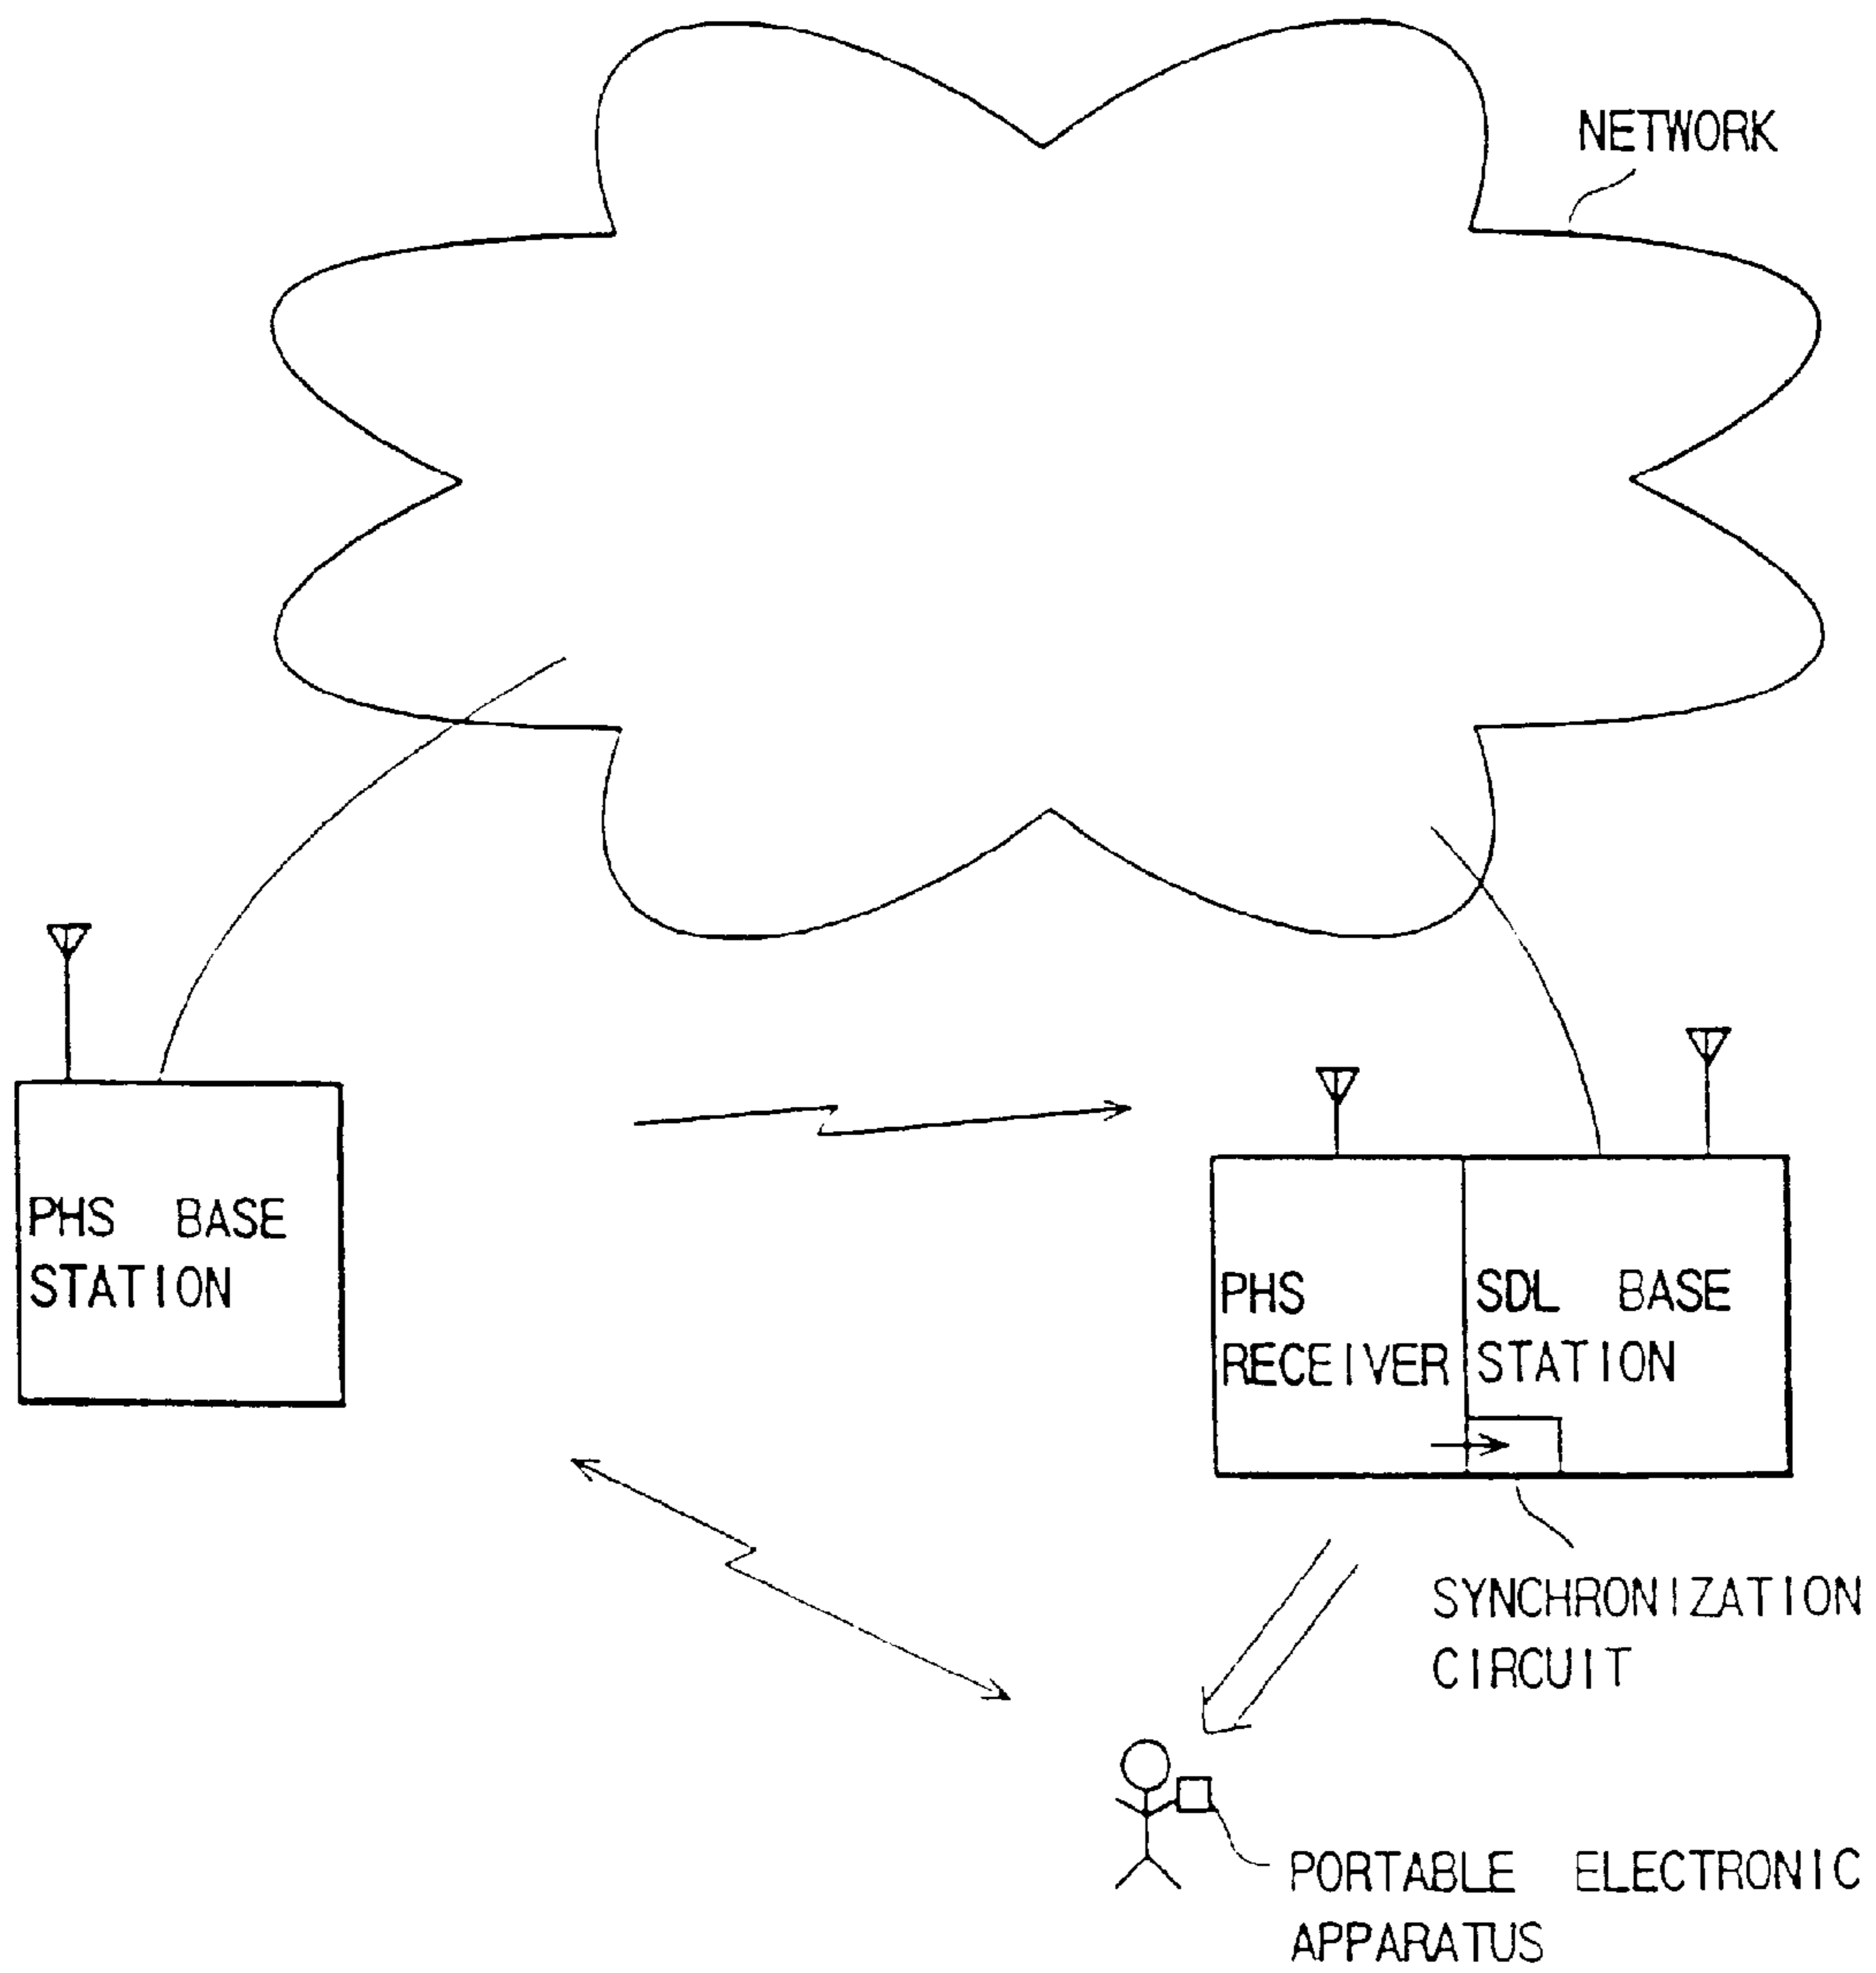 NETWORK
PHS BASE
STATION
PHS
RECEIVER
SDL BASE
STATION
SYNCHRONIZATION
CIRCUIT
PORTABLE ELECTRONIC
APPARATUS